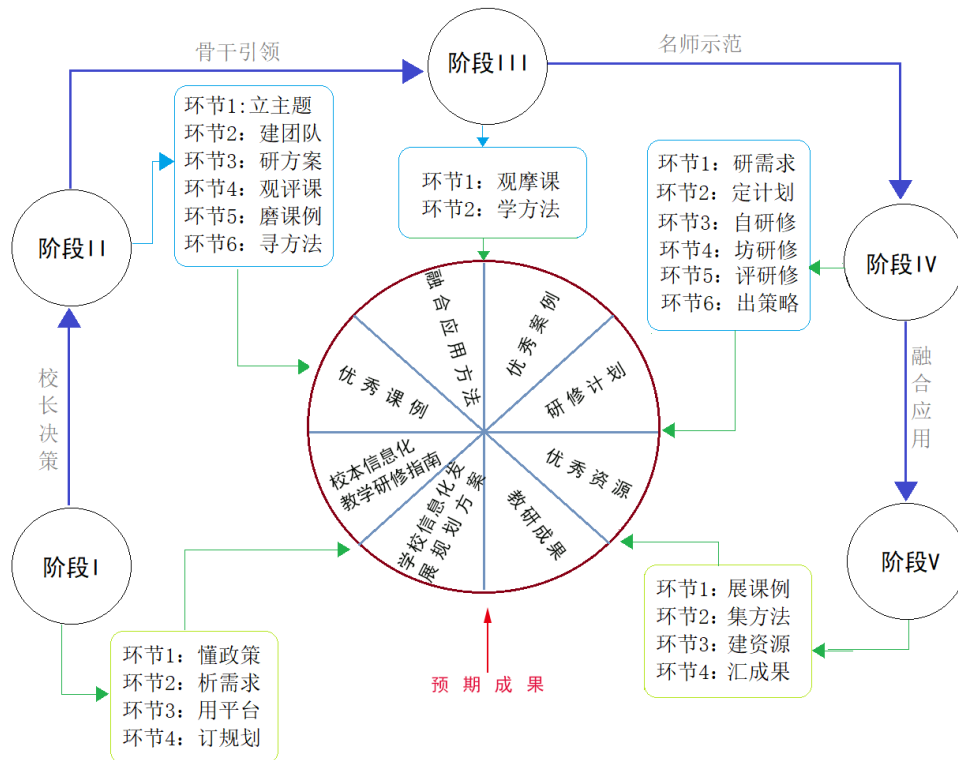 骨干引领
名师示范
阶段III
环节1:立主题
环节2：建团队
环节3：研方案
环节4：观评课
环节5：磨课例
环节6：寻方法
环节1：观摩课
环节2：学方法
环节1：研需求
环节2：定计划
环节3：自研修
环节4：坊研修
环节5：评研修
环节6：出策略
阶段II
阶段IV
融合应用方法
优秀案例
优秀课例
研修计划
校长决策
融合应用
校本信息化
教学研修指南
学校信息化发
展规划方案
教研成果
优秀资源
阶段I
阶段V
环节1：懂政策
环节2：析需求
环节3：用平台
环节4：订规划
预期成果
环节1：展课例
环节2：集方法
环节3：建资源
环节4：汇成果